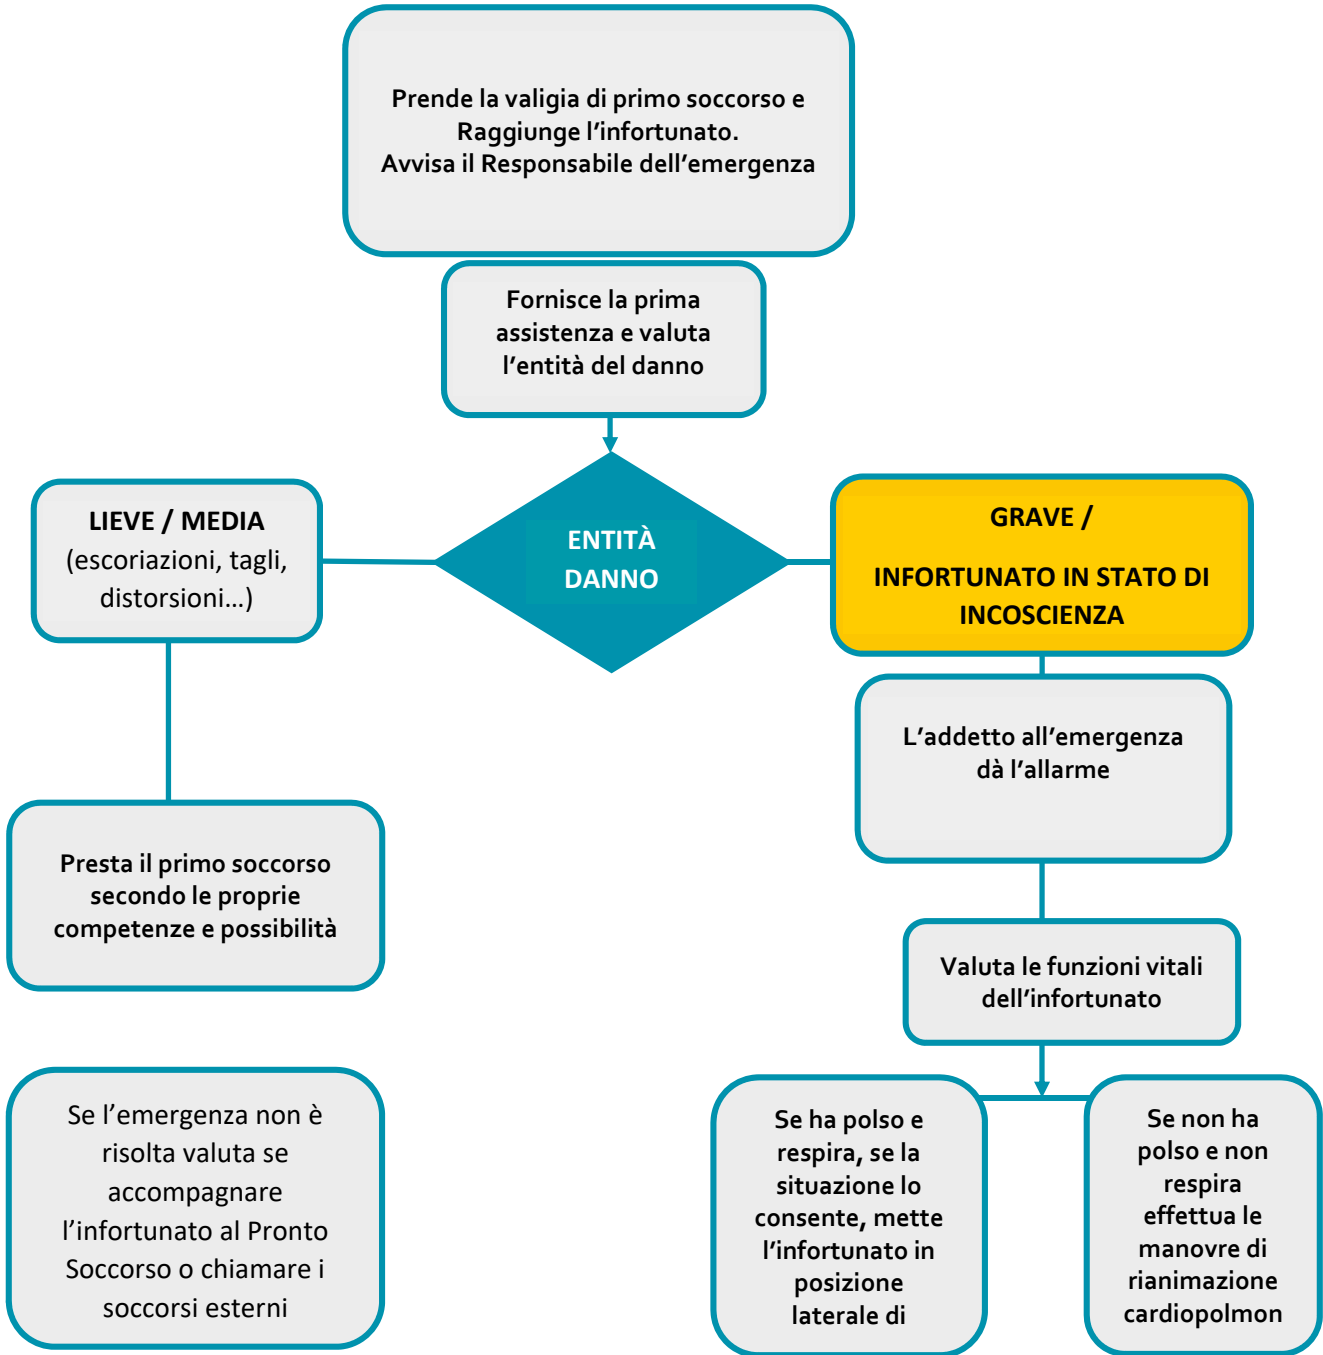 Prende la valigia di primo soccorso e
Raggiunge l’infortunato.
Avvisa il Responsabile dell’emergenza
Fornisce la prima
assistenza e valuta
l’entità del danno
LIEVE / MEDIA
(escoriazioni, tagli,
distorsioni…)
ENTITÀ
DANNO
GRAVE /
INFORTUNATO IN STATO DI
INCOSCIENZA
L’addetto all’emergenza
dà l’allarme
Presta il primo soccorso
secondo le proprie
competenze e possibilità
Valuta le funzioni vitali
dell’infortunato
Se l’emergenza non è
risolta valuta se
accompagnare
l’infortunato al Pronto
Soccorso o chiamare i
soccorsi esterni
Se ha polso e
respira, se la
situazione lo
consente, mette
l’infortunato in
posizione
laterale di
Se non ha
polso e non
respira
effettua le
manovre di
rianimazione
cardiopolmon